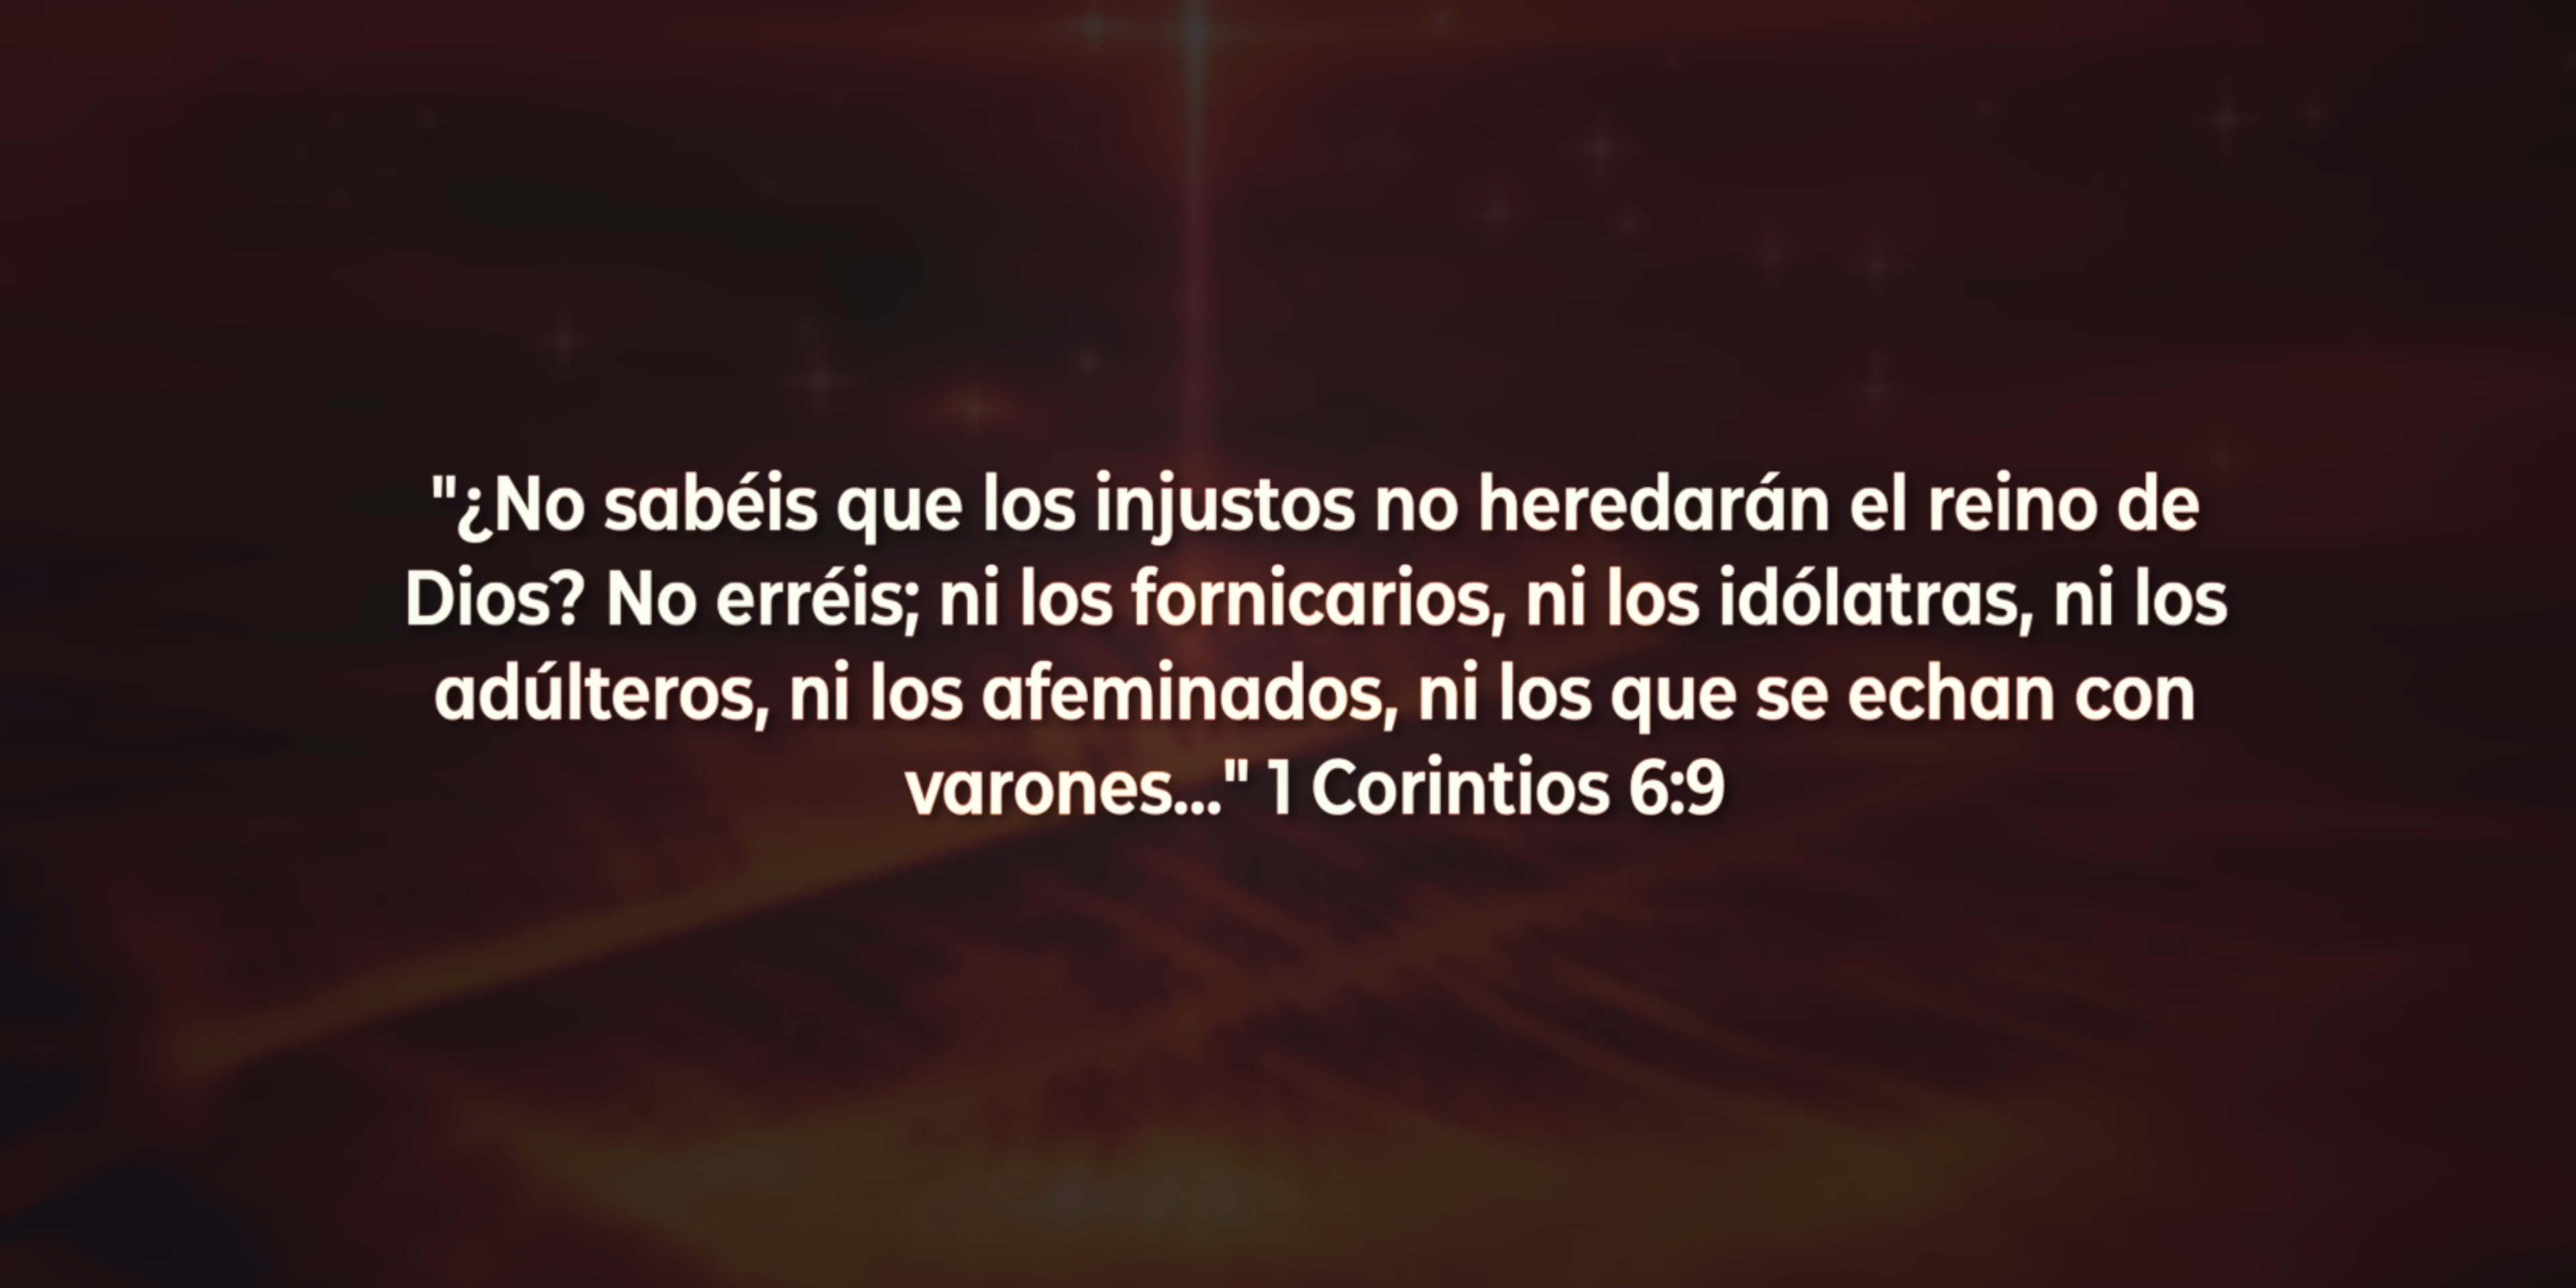 "¿No sabéis que los injustos no heredarán el reino de
Dios? No erréis; ni los fornicarios, ni los idólatras, ni los
adúlteros, ni los afeminados, ni los que se echan con
varones..." 1 Corintios 6:9